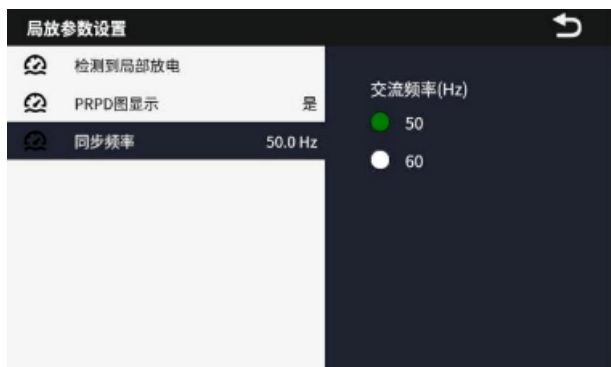 局放参数设置
检测到局部放电
PRPD图显示 是
同步频率 50.0 Hz
交流频率(Hz)
50
60